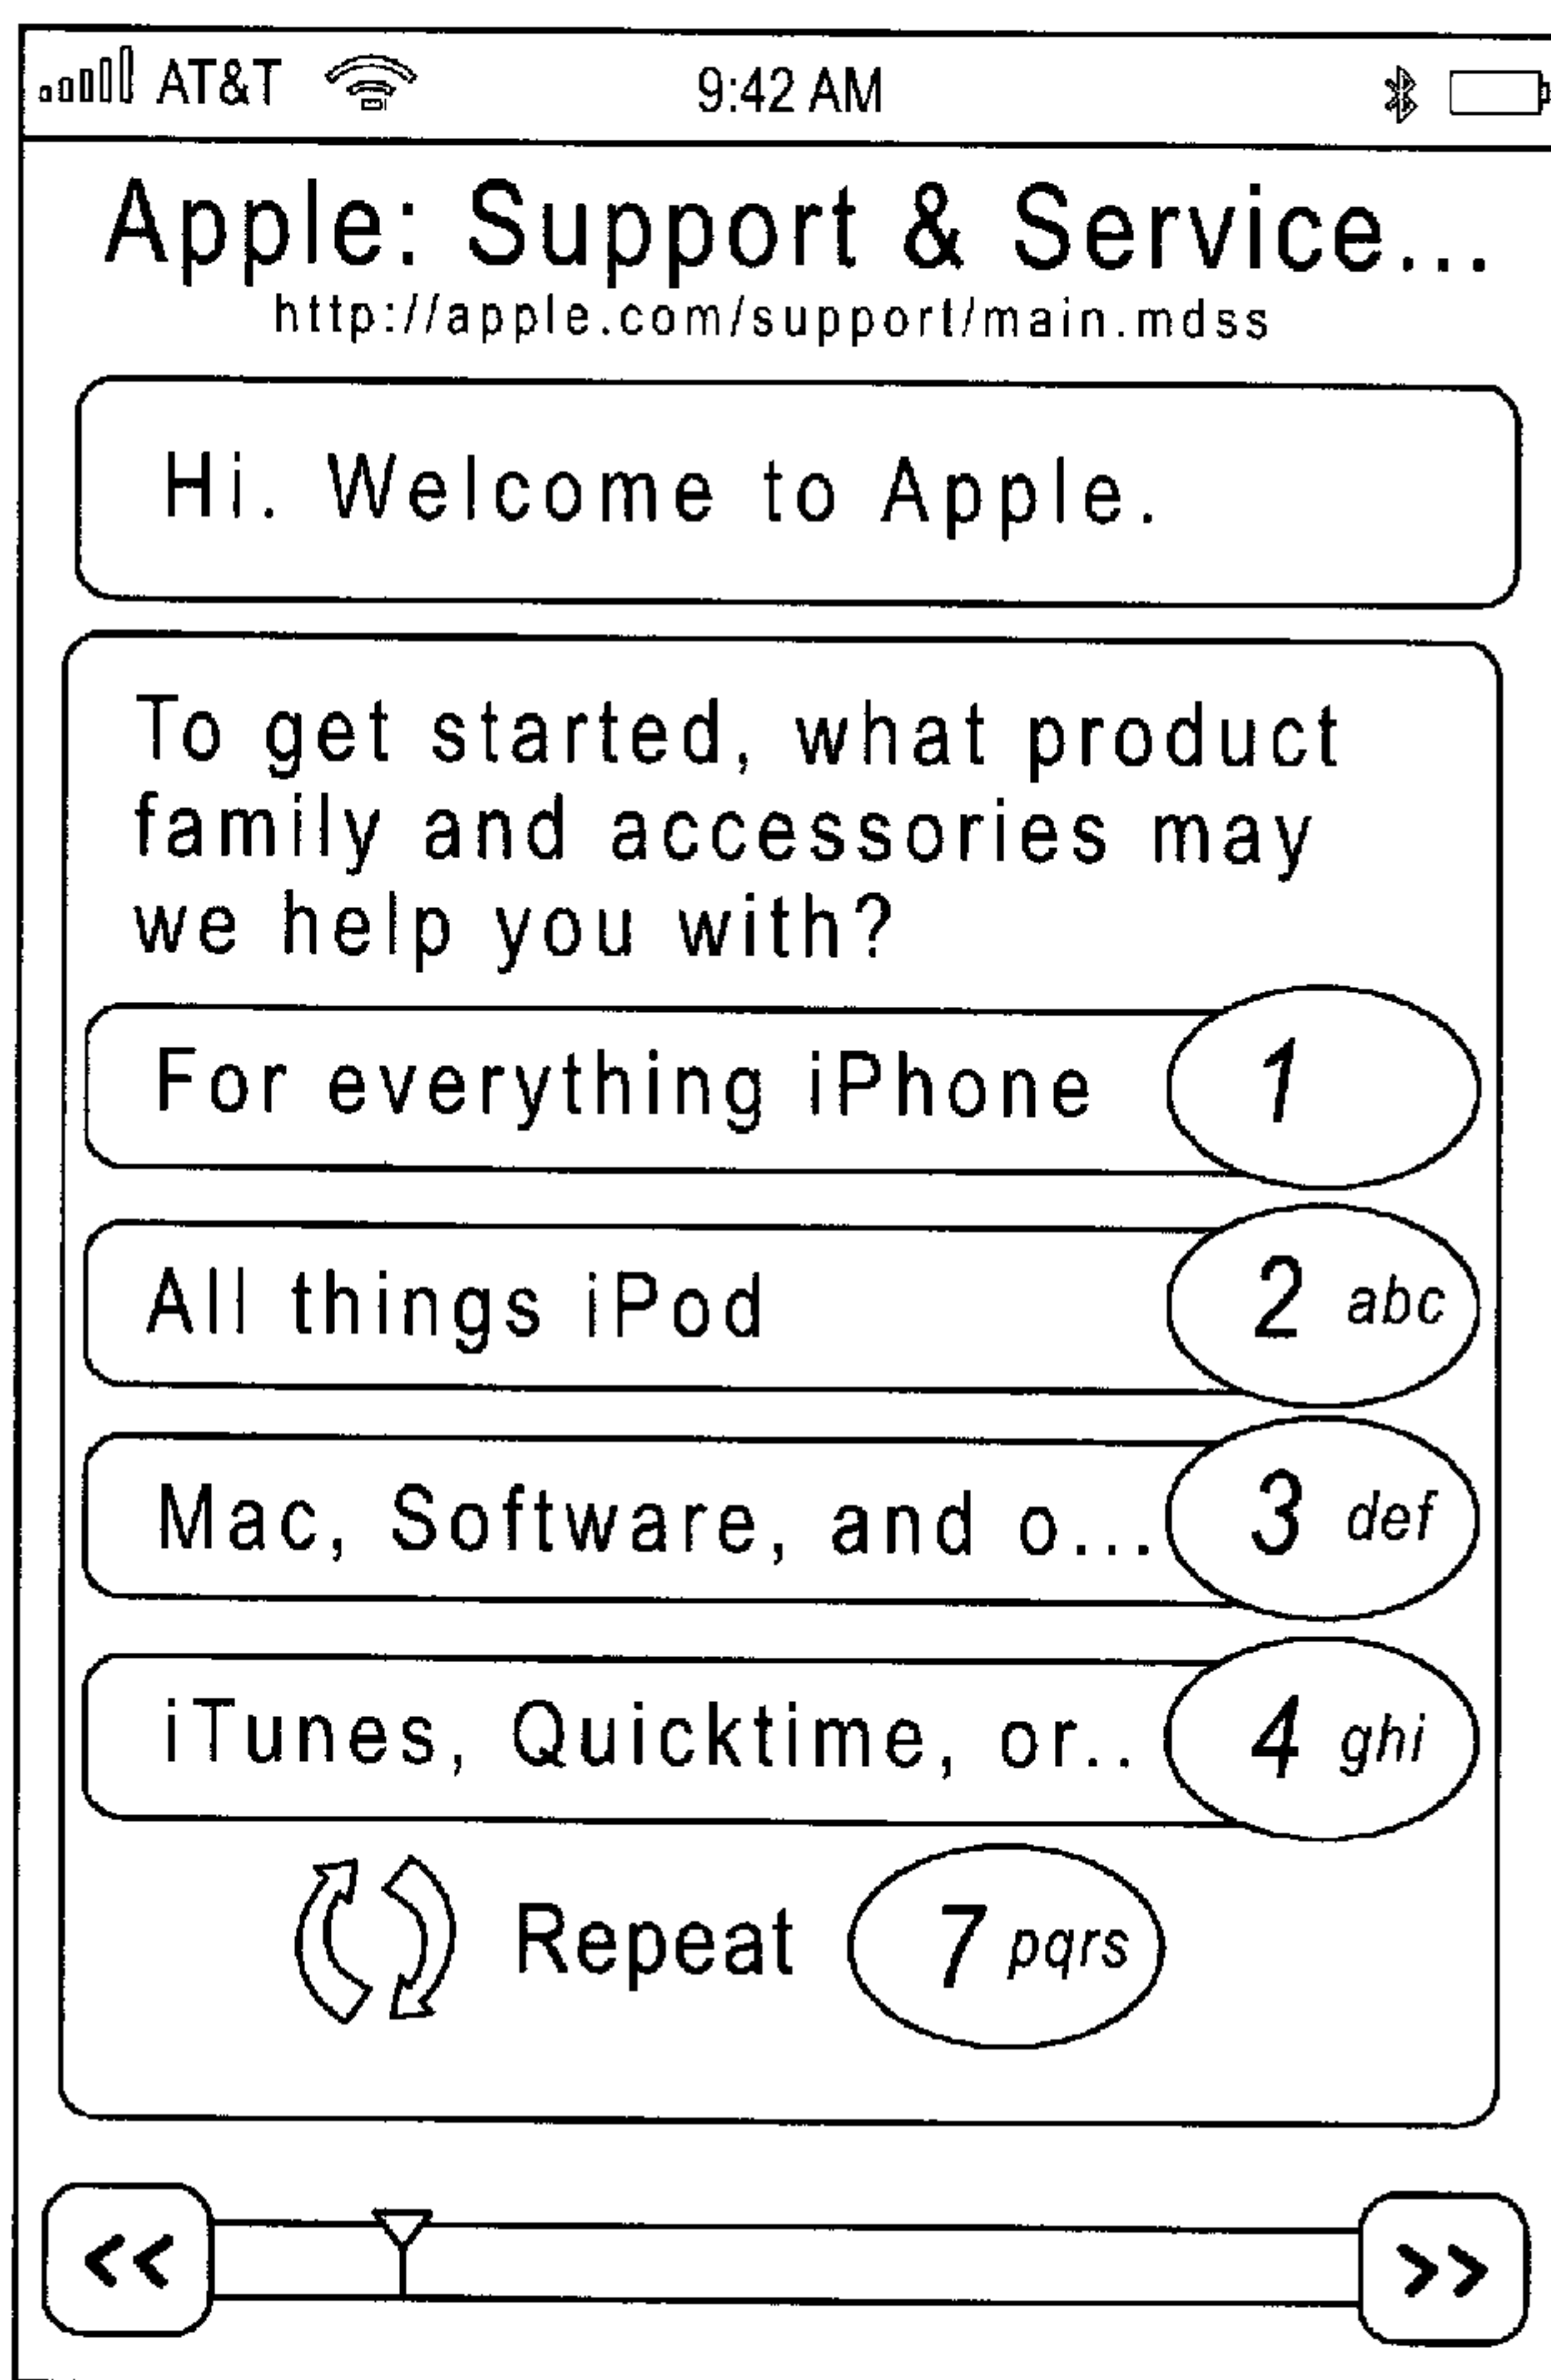 AT&T 9:42 AM
Apple: Support & Service...
http://apple.com/support/main.mdss
Hi. Welcome to Apple.
To get started, what product
family and accessories may
we help you with?
For everything iPhone 1
All things iPod 2 abc
Mac, Software, and o... 3 def
iTunes, Quicktime, or.. 4 ghi
Repeat 7 pqrs
<< >>